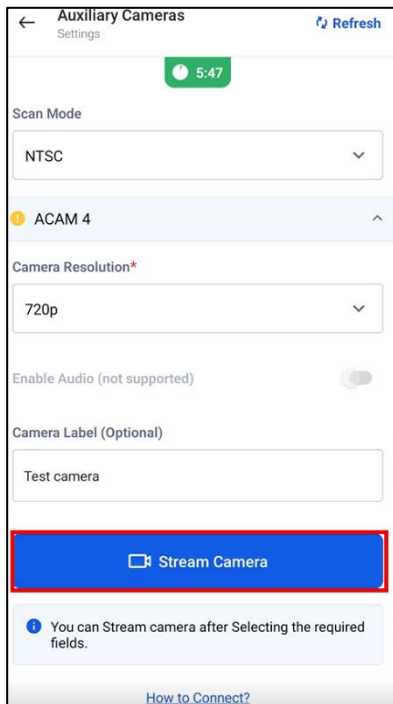 Auxiliary Cameras
Settings
Refresh
5:47
Scan Mode
NTSC
ACAM 4
Camera Resolution*
720p
Enable Audio (not supported)
Camera Label (Optional)
Test camera
Stream Camera
You can Stream camera after Selecting the required
fields.
How to Connect?